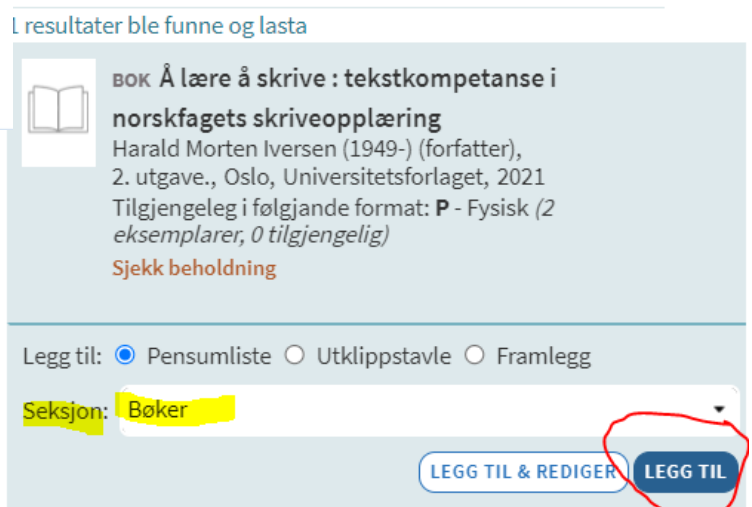 1 resultater ble funne og lasta
BOK Å lære å skrive : tekstkompetanse i
norskfagets skriveopplæring
Harald Morten Iversen (1949-) (forfatter),
2. utgave., Oslo, Universitetsforlaget, 2021
Tilgjengeleg i følgjande format: P - Fysisk (2
eksemplarer, 0 tilgjengelig)
Sjekk beholdning
Legg til: Pensumliste Utklippstavle Framlegg
Seksjon: Bøker
LEGG TIL & REDIGER LEGG TIL